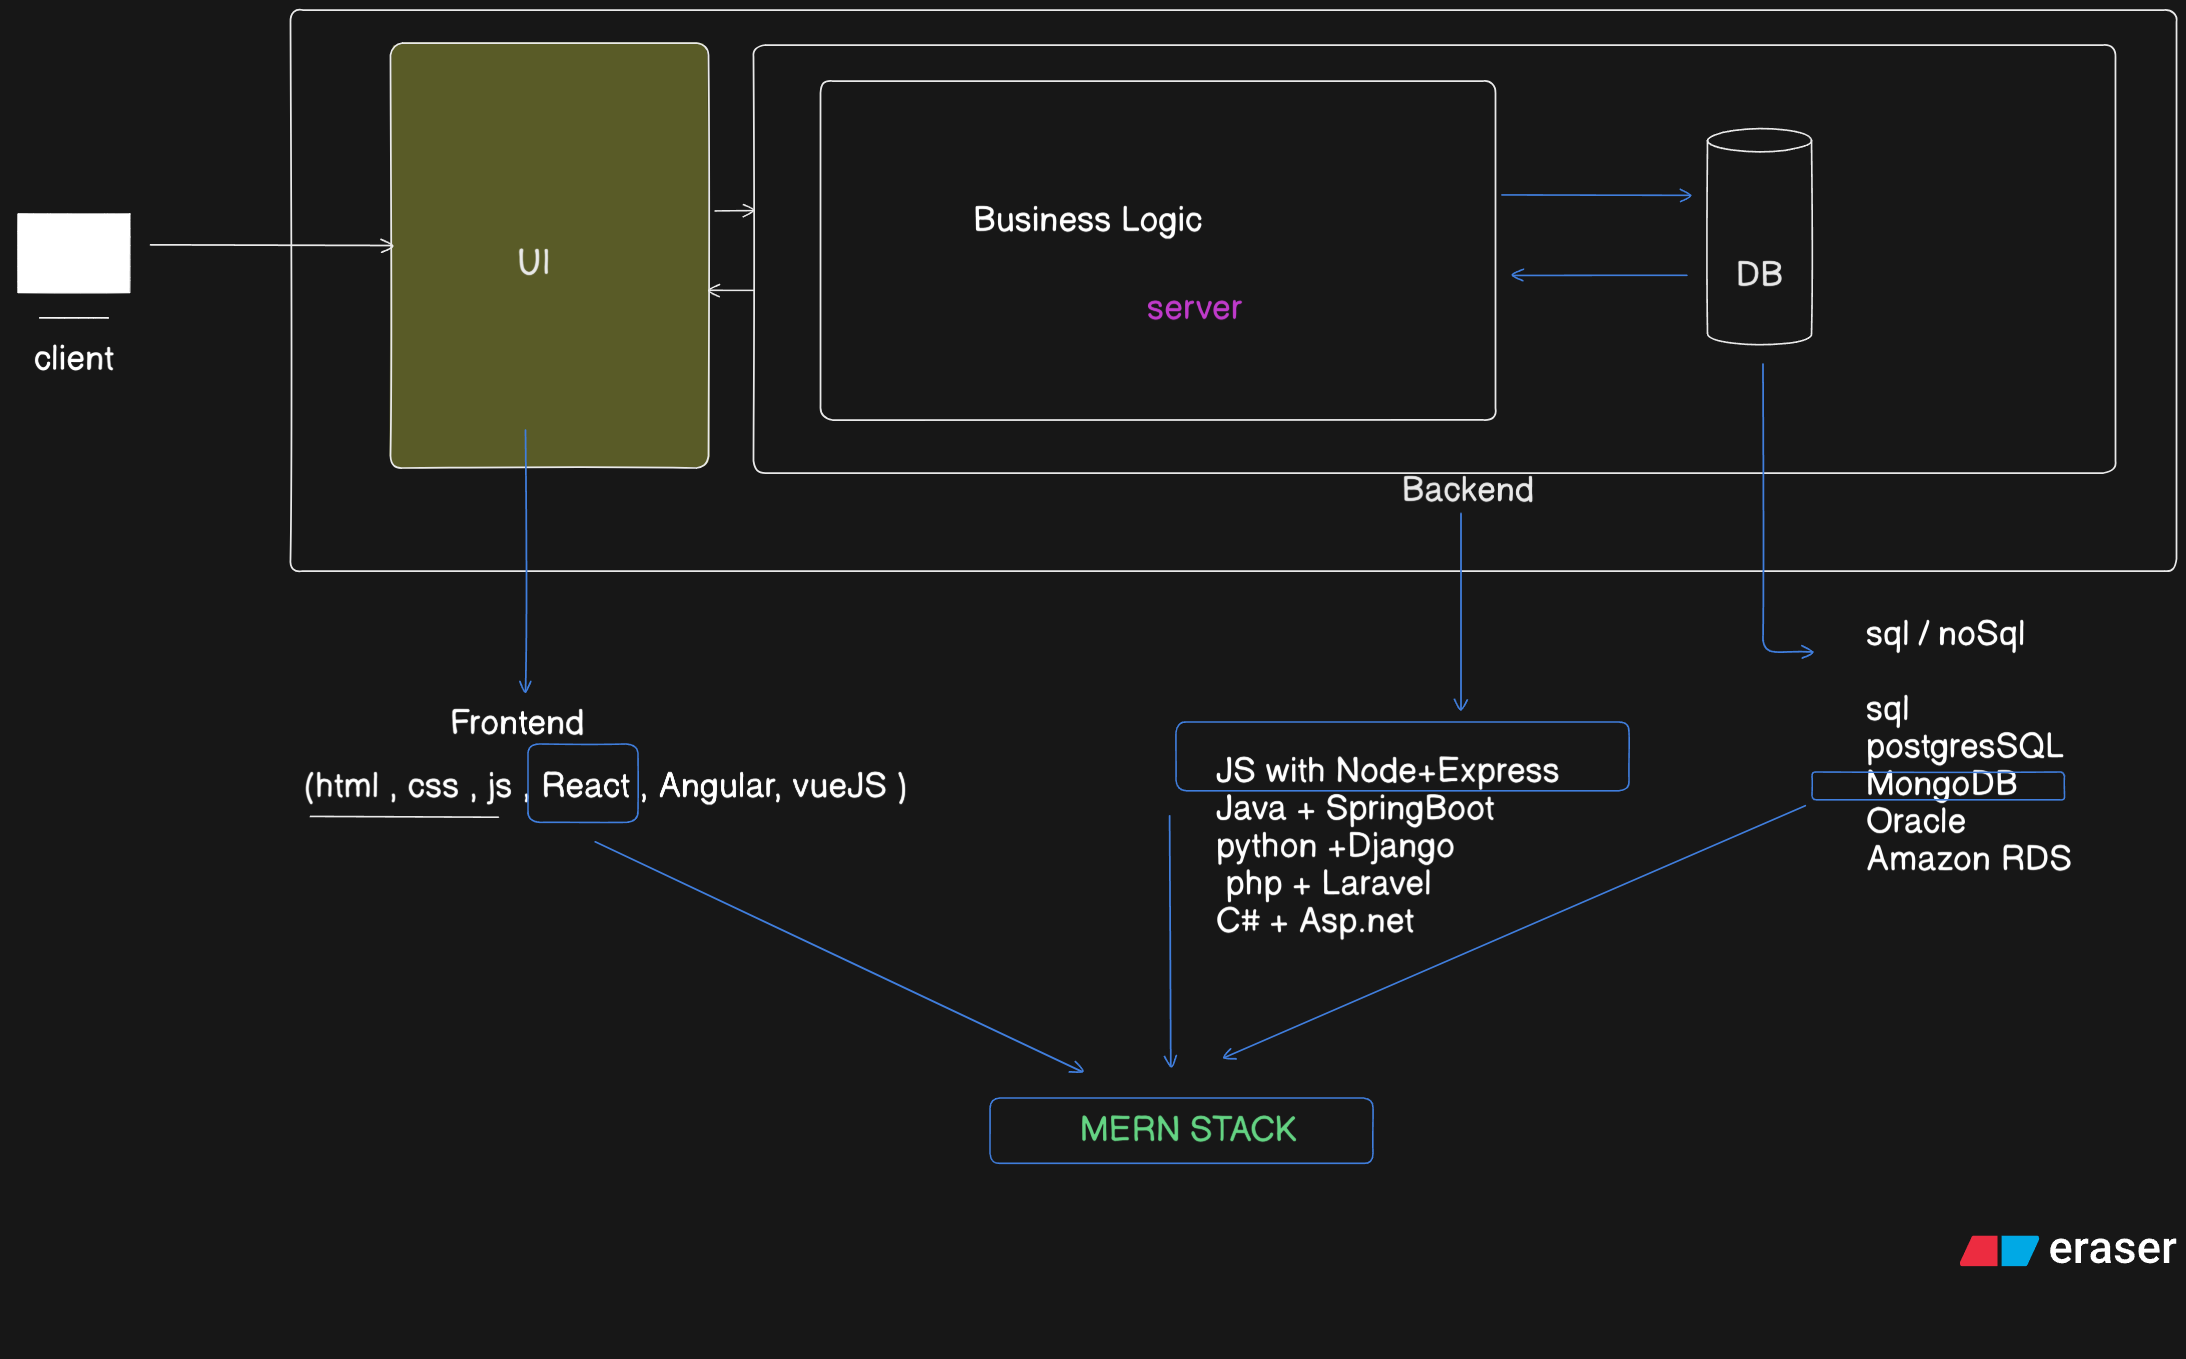 UI
Business Logic
server
DB
client
Backend
sql / noSql
Frontend
(html , css , js , React , Angular, vueJS )
JS with Node+Express
Java + SpringBoot
python +Django
php + Laravel
C# + Asp.net
sql
postgresSQL
MongoDB
Oracle
Amazon RDS
MERN STACK
eraser